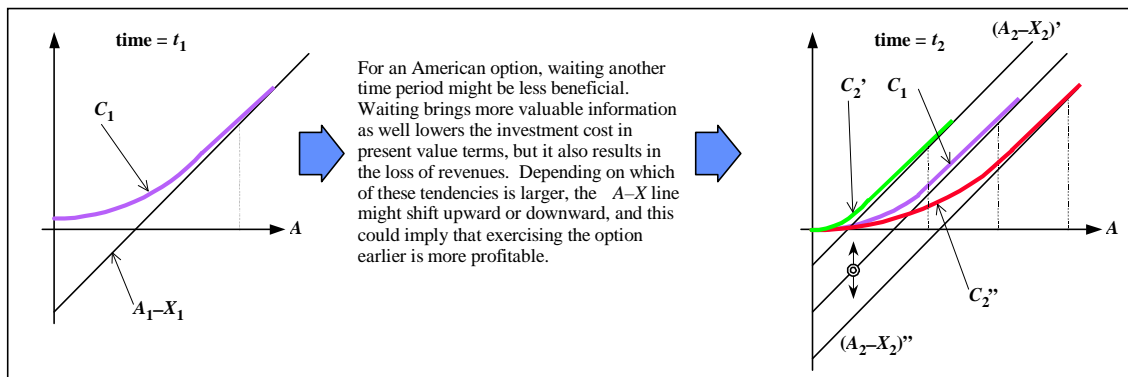 time = t1
C1
A
A1–X1
For an American option, waiting another
time period might be less beneficial.
Waiting brings more valuable information
as well lowers the investment cost in
present value terms, but it also results in
the loss of revenues. Depending on which
of these tendencies is larger, the A–X line
might shift upward or downward, and this
could imply that exercising the option
earlier is more profitable.
(A2–X2)’
time = t2
C2’
C1
A
C2”
(A2–X2)”